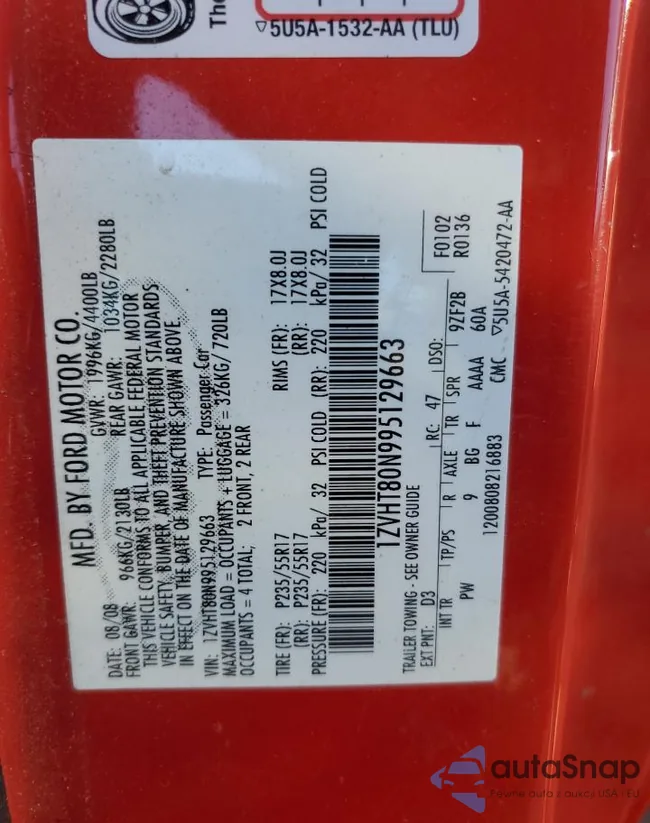 The
▽5U5A-1532-AA (TLU)
MFD. BY FORD MOTOR CO.
DATE: 08/08 GVWR: 1996KG/4400LB
FRONT GAWR: 966KG/2130LB REAR GAWR: 1034KG/2280LB
THIS VEHICLE CONFORMS TO ALL APPLICABLE FEDERAL MOTOR
VEHICLE SAFETY, BUMPER, AND THEFT PREVENTION STANDARDS
IN EFFECT ON THE DATE OF MANUFACTURE SHOWN ABOVE.
VIN: 1ZVHT80N995129663 TYPE: Passenger Car
MAXIMUM LOAD = OCCUPANTS + LUGGAGE = 326KG/ 720LB
OCCUPANTS = 4 TOTAL; 2 FRONT, 2 REAR
TIRE (FR): P235/55R17 RIMS (FR): 17X8.0J
(RR): P235/55R17 (RR): 17X8.0J
PRESSURE (FR): 220 kPa/ 32 PSI COLD (RR): 220 kPa/ 32 PSI COLD
1ZVHT80N995129663
TRAILER TOWING - SEE OWNER GUIDE F0102
EXT PNT: D3 RC: 47 DSO: R0136
INT TR TP/PS R AXLE TR SPR 9ZF2B
PW 9 BG F AAAA 60A
1200808216883 CMC ▽5U5A-5420472-AA
autaSnap
Pewne auta z aukcji USA - EU